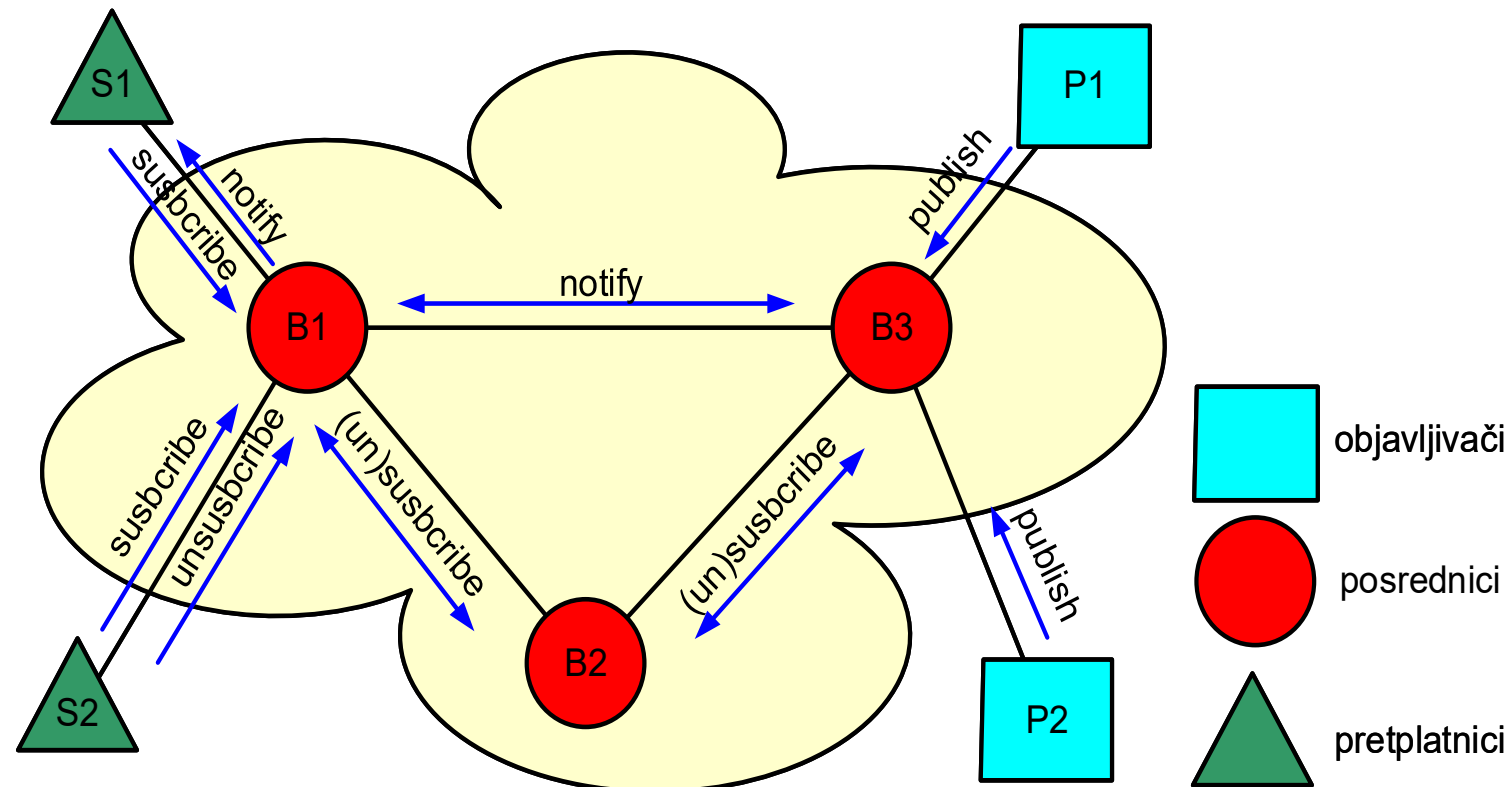 S1
P1
susbcribe
notify
publish
notify
B1
B3
susbcribe
unsusbcribe
(un)susbcribe
(un)susbcribe
publish
B2
S2
P2
objavljivači
posrednici
pretplatnici